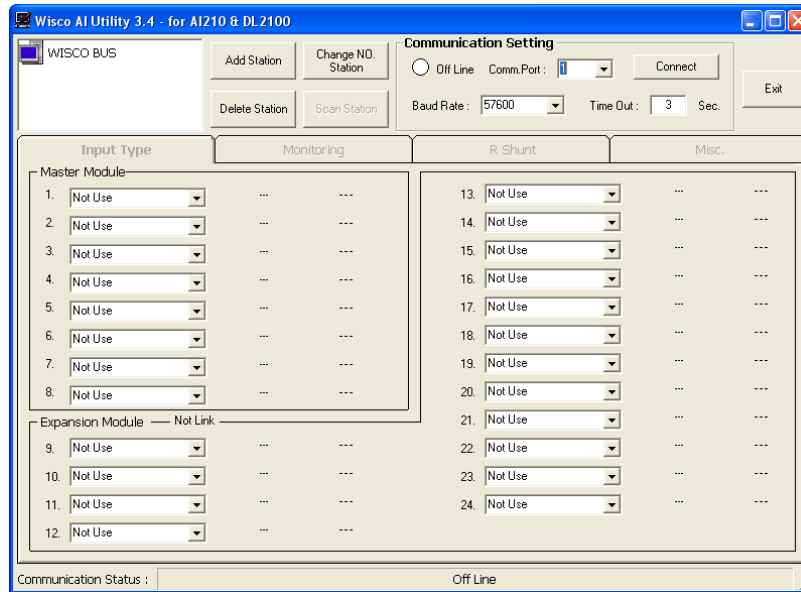 Wisco AI Utility 3.4 - for AI210 & DL2100
WISCO BUS
Add Station
Change NO. Station
Delete Station
Scan Station
Communication Setting
Off Line
Comm.Port :
1
Connect
Baud Rate :
57600
Time Out :
3
Sec.
Exit
Input Type
Monitoring
R Shunt
Misc.
Master Module
1. Not Use --- ---
2. Not Use --- ---
3. Not Use --- ---
4. Not Use --- ---
5. Not Use --- ---
6. Not Use --- ---
7. Not Use --- ---
8. Not Use --- ---
Expansion Module — Not Link
9. Not Use --- ---
10. Not Use --- ---
11. Not Use --- ---
12. Not Use --- ---
13. Not Use --- ---
14. Not Use --- ---
15. Not Use --- ---
16. Not Use --- ---
17. Not Use --- ---
18. Not Use --- ---
19. Not Use --- ---
20. Not Use --- ---
21. Not Use --- ---
22. Not Use --- ---
23. Not Use --- ---
24. Not Use --- ---
Communication Status :
Off Line